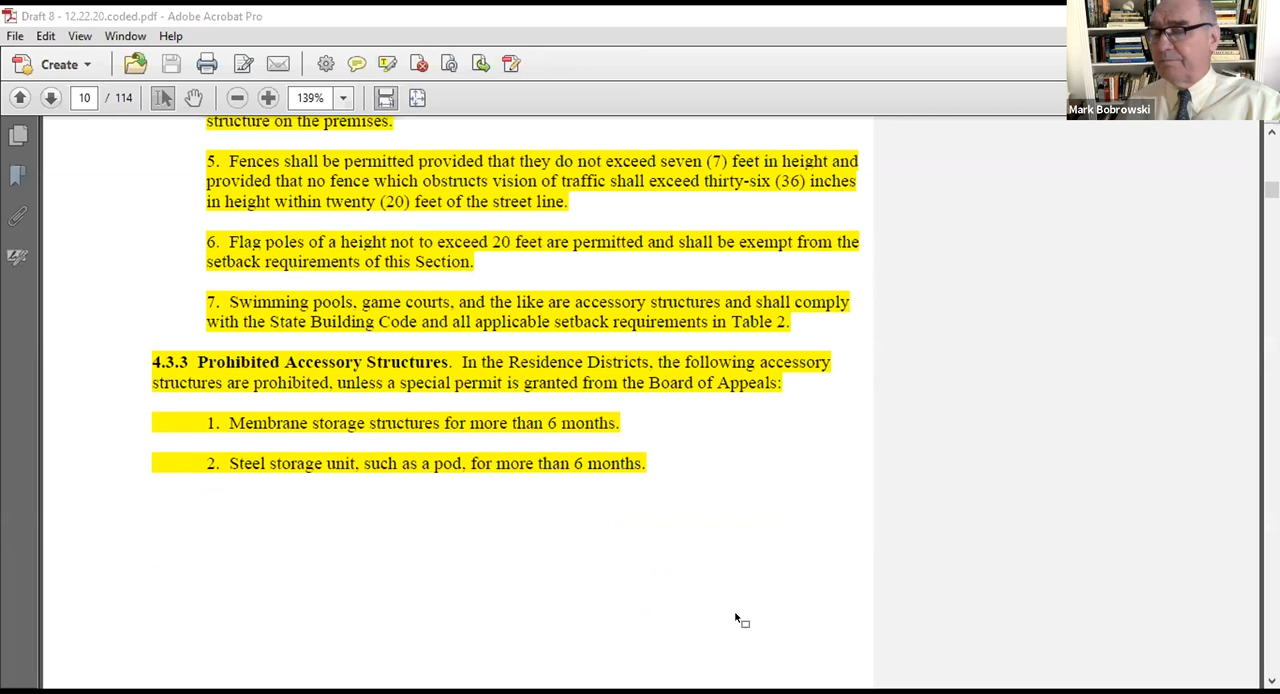 Draft 8 - 12.22.20.coded.pdf - Adobe Acrobat Pro
File Edit View Window Help
Create
10 / 114 139%
Mark Bobrowski
structure on the premises.
5. Fences shall be permitted provided that they do not exceed seven (7) feet in height and
provided that no fence which obstructs vision of traffic shall exceed thirty-six (36) inches
in height within twenty (20) feet of the street line.
6. Flag poles of a height not to exceed 20 feet are permitted and shall be exempt from the
setback requirements of this Section.
7. Swimming pools, game courts, and the like are accessory structures and shall comply
with the State Building Code and all applicable setback requirements in Table 2.
4.3.3 Prohibited Accessory Structures. In the Residence Districts, the following accessory
structures are prohibited, unless a special permit is granted from the Board of Appeals:
1. Membrane storage structures for more than 6 months.
2. Steel storage unit, such as a pod, for more than 6 months.